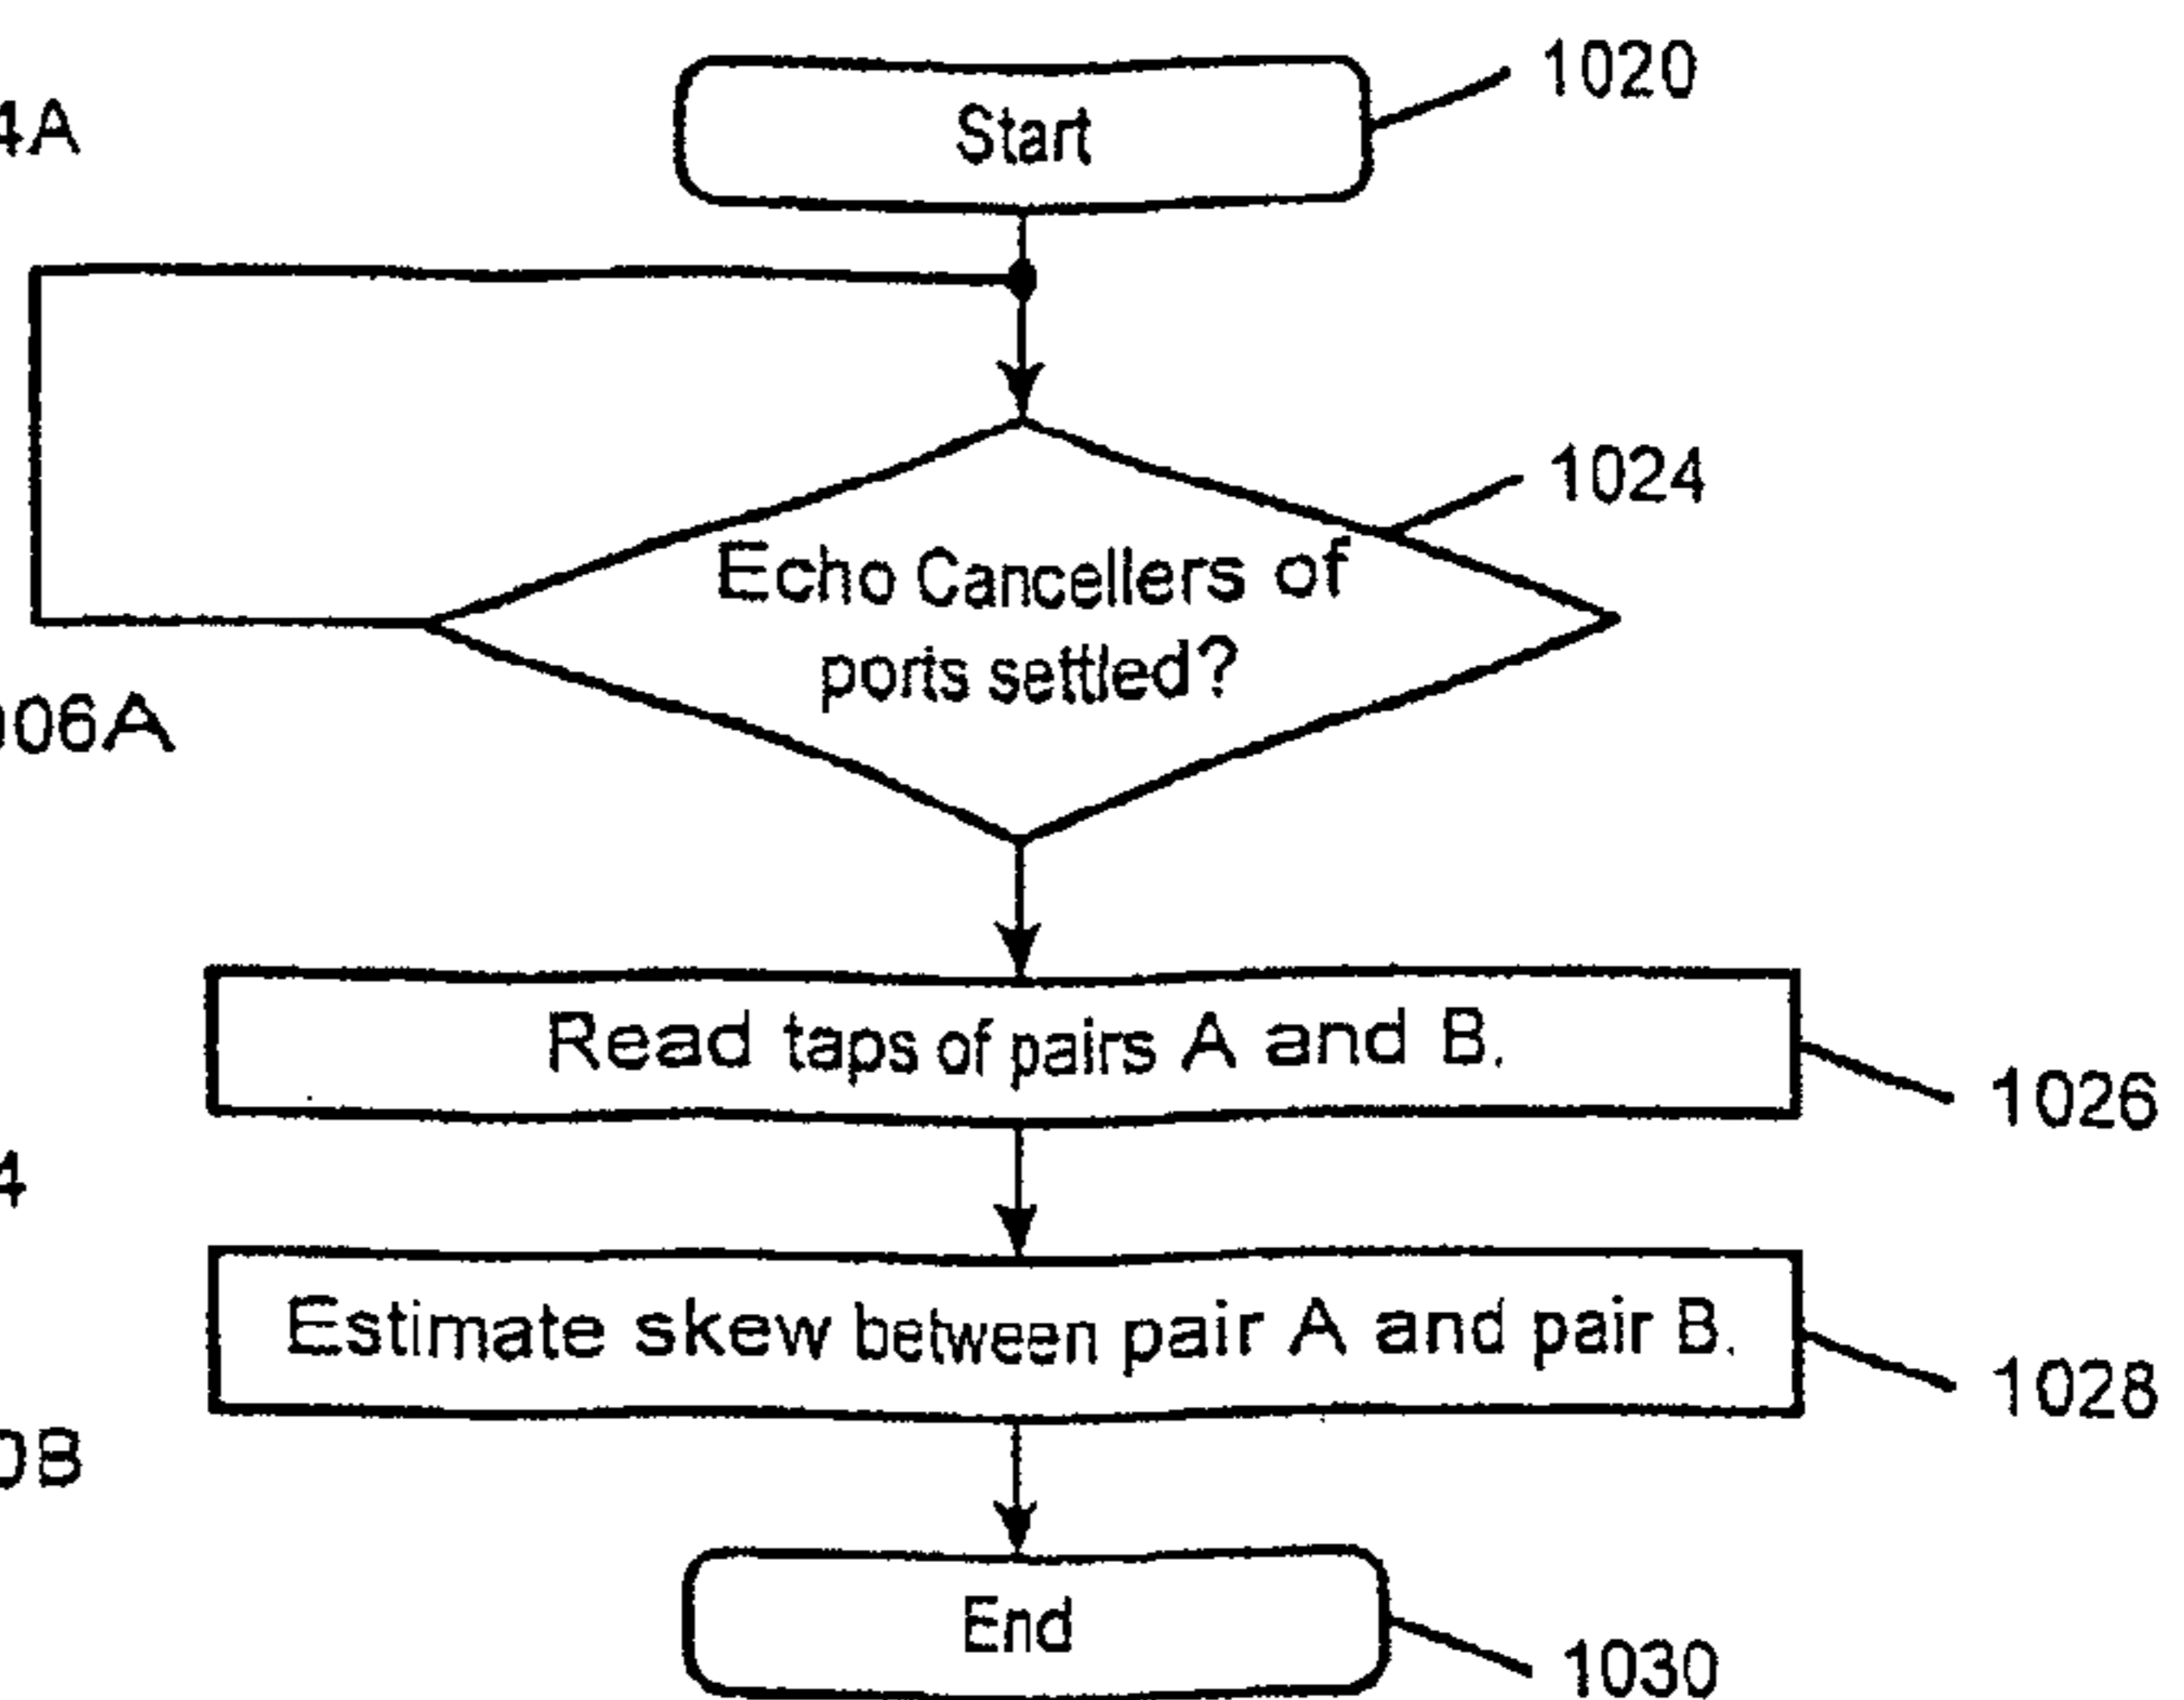 1020
4A
Start
1024
Echo Cancellers of
ports settled?
06A
Read taps of pairs A and B.
1026
4
Estimate skew between pair A and pair B.
1028
08
End
1030